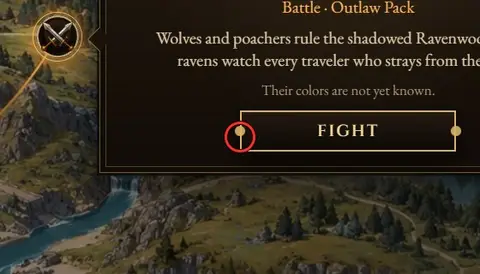 Battle · Outlaw Pack
Wolves and poachers rule the shadowed
ravens watch every traveler who strays from the
Their colors are not yet known.
FIGHT